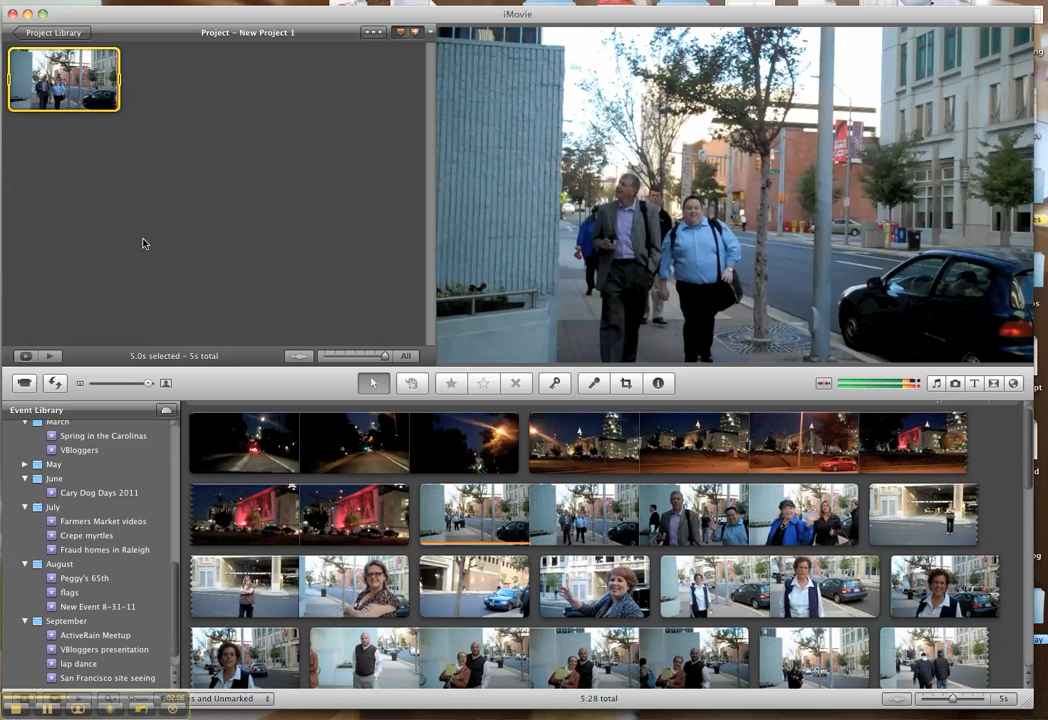 iMovie
Project Library
Project - New Project 1
5.0s selected - 5s total
All
Event Library
March
Spring in the Carolinas
VBloggers
May
June
Cary Dog Days 2011
July
Farmers Market videos
Crepe myrtles
Fraud homes in Raleigh
August
Peggy's 65th
flags
New Event 8-31-11
September
ActiveRain Meetup
VBloggers presentation
lap dance
San Francisco site seeing
s and Unmarked
5:28 total
5s